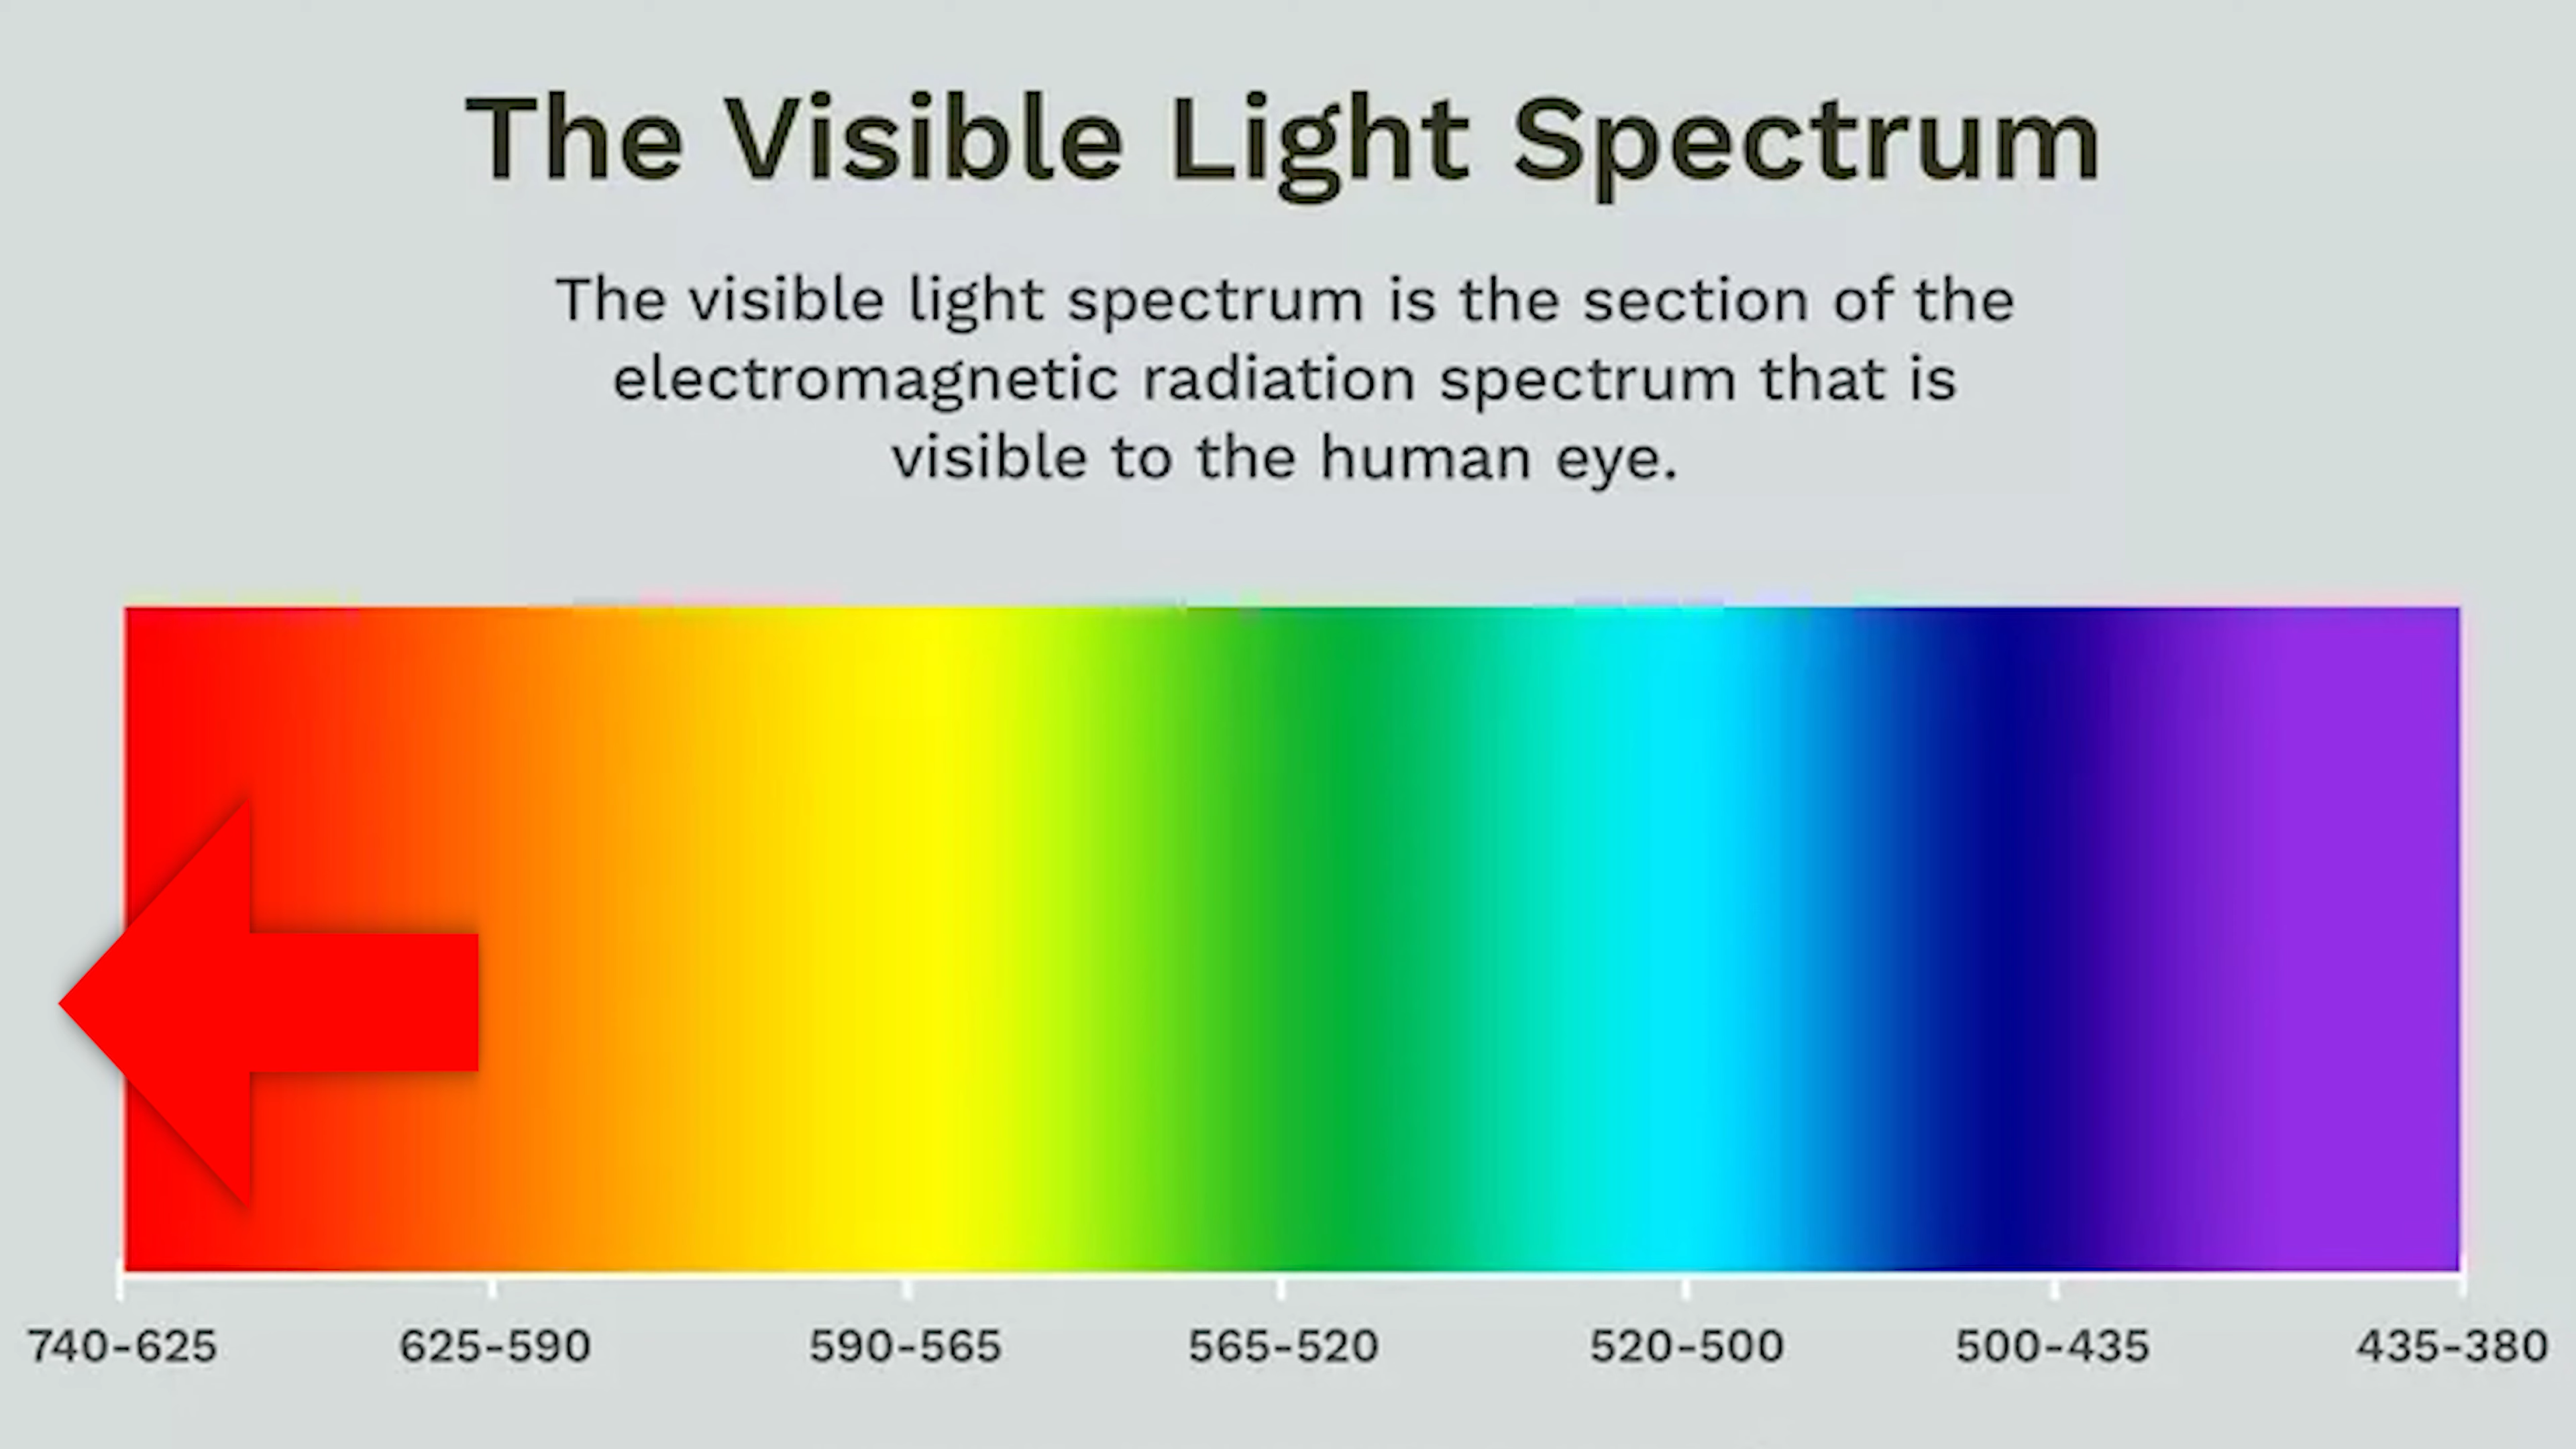 The Visible Light Spectrum
The visible light spectrum is the section of the
electromagnetic radiation spectrum that is
visible to the human eye.
740-625 625-590 590-565 565-520 520-500 500-435 435-380